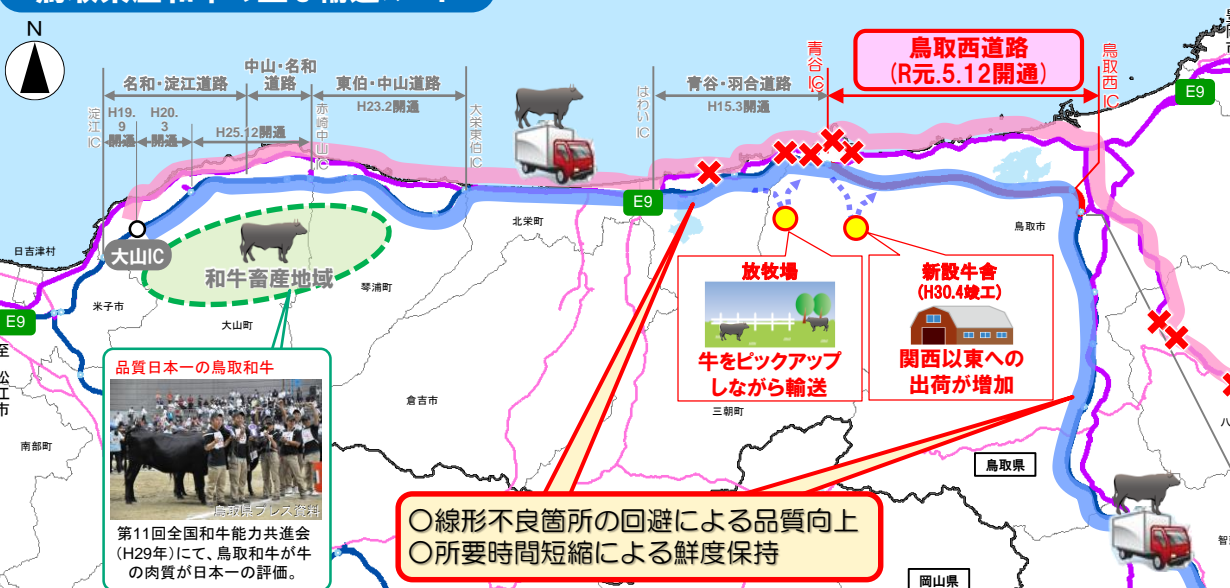 N
名和・淀江道路
中山・名和
道路
東伯・中山道路
H23.2開通
淀江IC
H19.
9
開通
H20.
3
開通
H25.12開通
赤崎中山IC
大栄東伯IC
はわいIC
青谷・羽合道路
H15.3開通
青谷IC
鳥取西道路
(R元.5.12開通)
鳥取西IC
E9
E9
E9
日吉津村
大山IC
和牛畜産地域
北栄町
琴浦町
米子市
大山町
鳥取市
放牧場
牛をピックアップ
しながら輸送
新設牛舎
(H30.4竣工)
関西以東への
出荷が増加
至 松江市
品質日本一の鳥取和牛
鳥取県プレス資料
第11回全国和牛能力共進会
(H29年)にて、鳥取和牛が牛
の肉質が日本一の評価。
南部町
倉吉市
三朝町
鳥取県
岡山県
〇線形不良箇所の回避による品質向上
〇所要時間短縮による鮮度保持